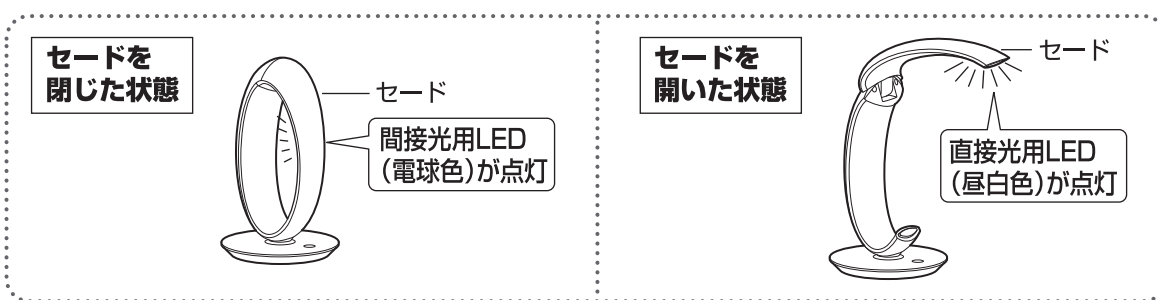 セードを
閉じた状態
セード
間接光用LED
(電球色)が点灯
セードを
開いた状態
セード
直接光用LED
(昼白色)が点灯